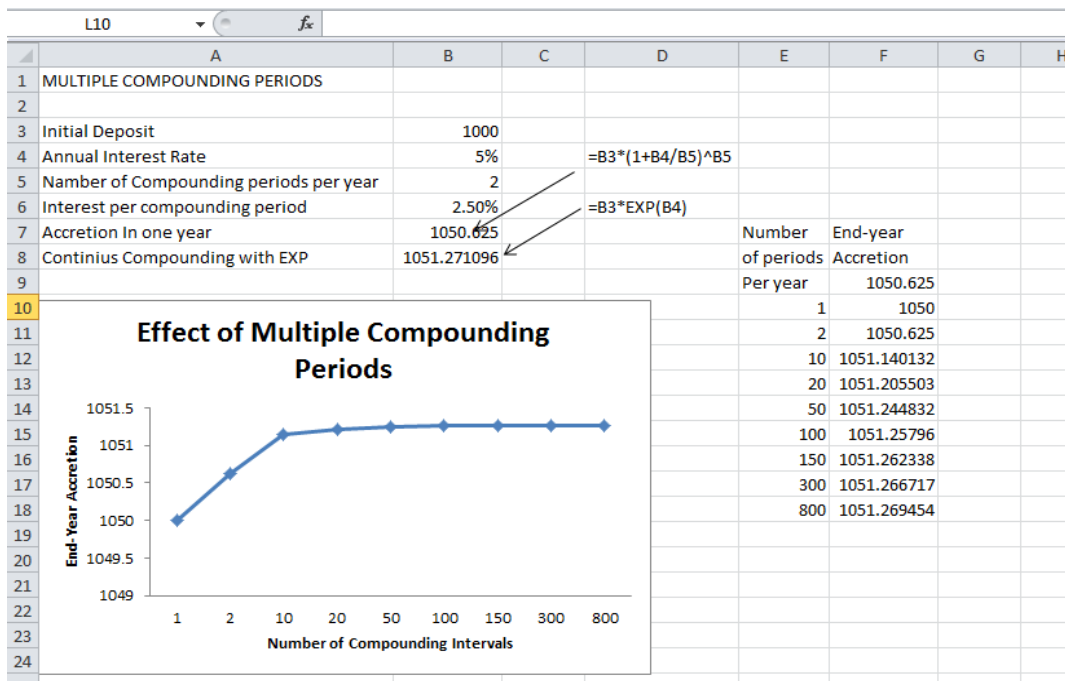 L10 fx
A B C D E F G H
1 MULTIPLE COMPOUNDING PERIODS
2
3 Initial Deposit 1000
4 Annual Interest Rate 5% =B3*(1+B4/B5)^B5
5 Namber of Compounding periods per year 2
6 Interest per compounding period 2.50% =B3*EXP(B4)
7 Accretion In one year 1050.625 Number End-year
8 Continius Compounding with EXP 1051.271096 of periods Accretion
9 Per year 1050.625
10 1 1050
11 2 1050.625
12 10 1051.140132
13 20 1051.205503
14 50 1051.244832
15 100 1051.25796
16 150 1051.262338
17 300 1051.266717
18 800 1051.269454
19
20
21
22
23
24
Effect of Multiple Compounding
Periods
End-Year Accretion
1051.5
1051
1050.5
1050
1049.5
1049
1 2 10 20 50 100 150 300 800
Number of Compounding Intervals